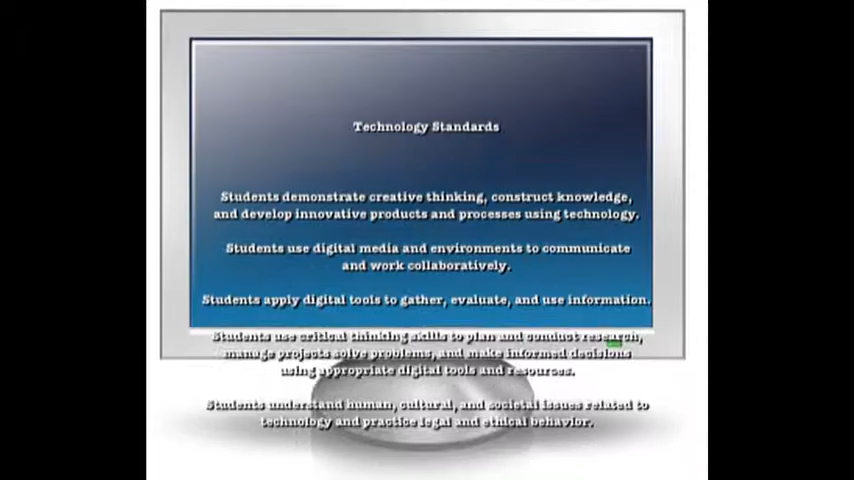 Technology Standards
Students demonstrate creative thinking, construct knowledge,
and develop innovative products and processes using technology.
Students use digital media and environments to communicate
and work collaboratively.
Students apply digital tools to gather, evaluate, and use information.
Students use critical thinking skills to plan and conduct research,
manage projects solve problems, and make informed decisions
using appropriate digital tools and resources.
Students understand human, cultural, and societal issues related to
technology and practice legal and ethical behavior.